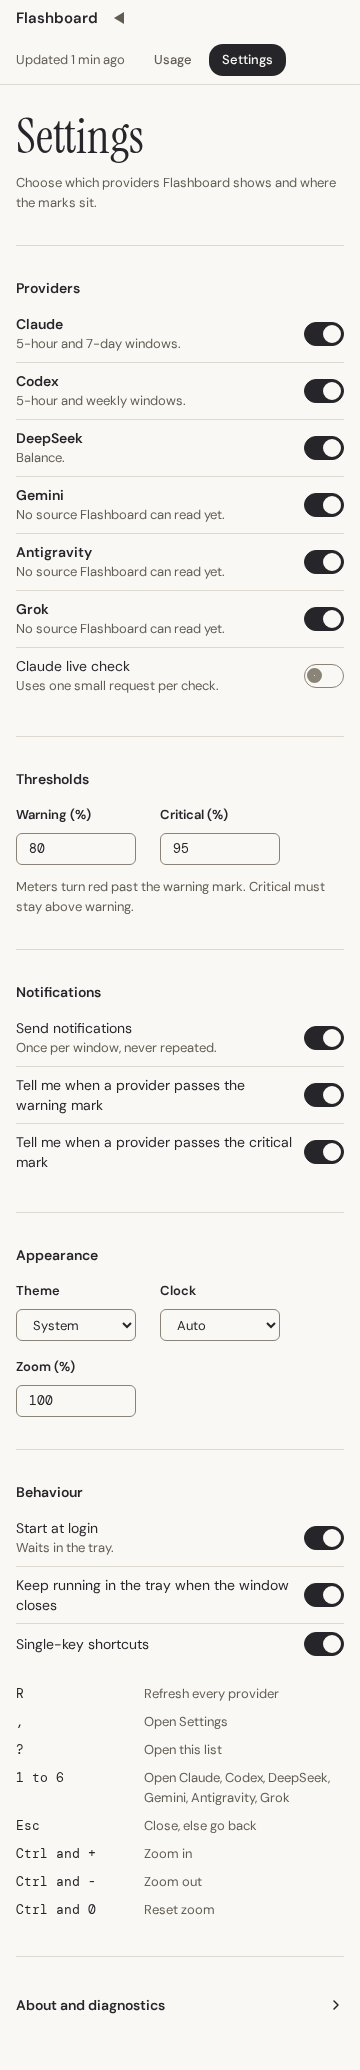 Flashboard
Updated 1 min ago Usage Settings
Settings
Choose which providers Flashboard shows and where
the marks sit.
Providers
Claude
5-hour and 7-day windows.
Codex
5-hour and weekly windows.
DeepSeek
Balance.
Gemini
No source Flashboard can read yet.
Antigravity
No source Flashboard can read yet.
Grok
No source Flashboard can read yet.
Claude live check
Uses one small request per check.
Thresholds
Warning (%) Critical (%)
80 95
Meters turn red past the warning mark. Critical must
stay above warning.
Notifications
Send notifications
Once per window, never repeated.
Tell me when a provider passes the
warning mark
Tell me when a provider passes the critical
mark
Appearance
Theme Clock
System Auto
Zoom (%)
100
Behaviour
Start at login
Waits in the tray.
Keep running in the tray when the window
closes
Single-key shortcuts
R Refresh every provider
, Open Settings
? Open this list
1 to 6 Open Claude, Codex, DeepSeek,
Gemini, Antigravity, Grok
Esc Close, else go back
Ctrl and + Zoom in
Ctrl and - Zoom out
Ctrl and 0 Reset zoom
About and diagnostics